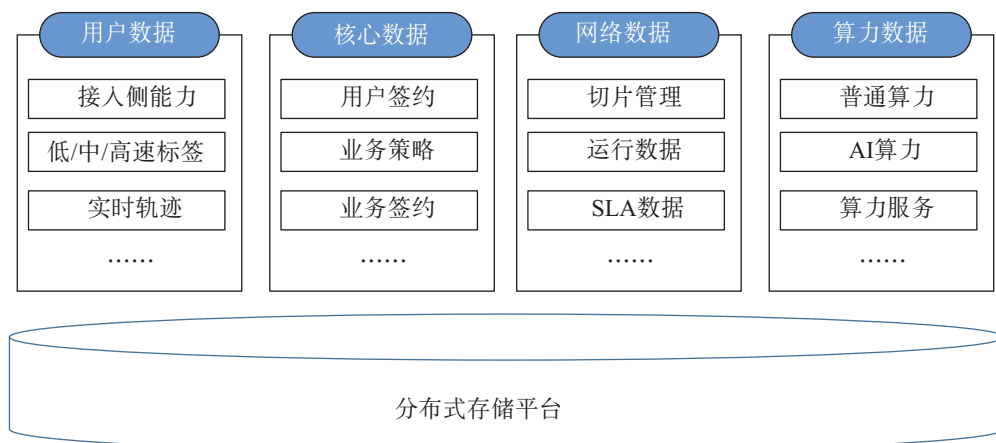 用户数据
接入侧能力
低/中/高速标签
实时轨迹
……
核心数据
用户签约
业务策略
业务签约
……
网络数据
切片管理
运行数据
SLA数据
……
算力数据
普通算力
AI算力
算力服务
……
分布式存储平台